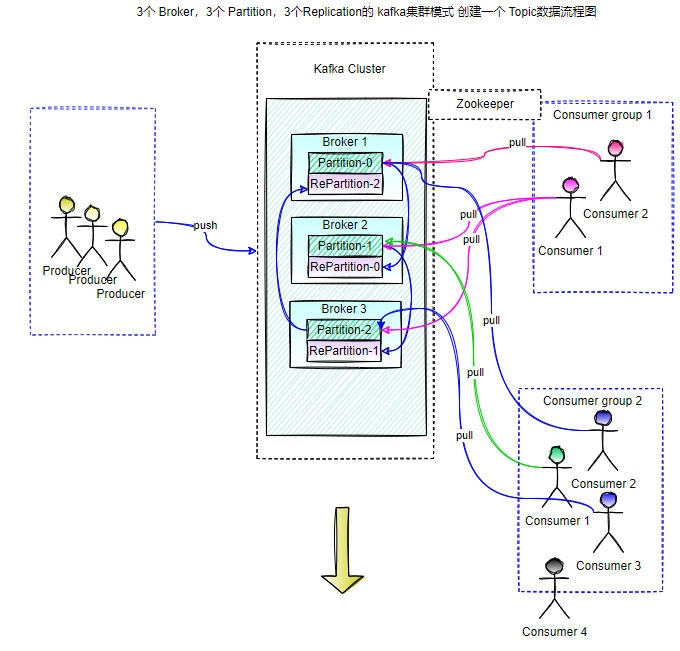 3个 Broker，3个 Partition，3个Replication的 kafka集群模式 创建一个 Topic数据流程图
Kafka Cluster
Zookeeper
Consumer group 1
Broker 1
Partition-0
RePartition-2
pull
Consumer 2
Consumer 1
pull
pull
Broker 2
Partition-1
RePartition-0
push
Producer
Producer
Producer
Broker 3
Partition-2
RePartition-1
pull
pull
pull
Consumer group 2
Consumer 2
Consumer 1
Consumer 3
Consumer 4